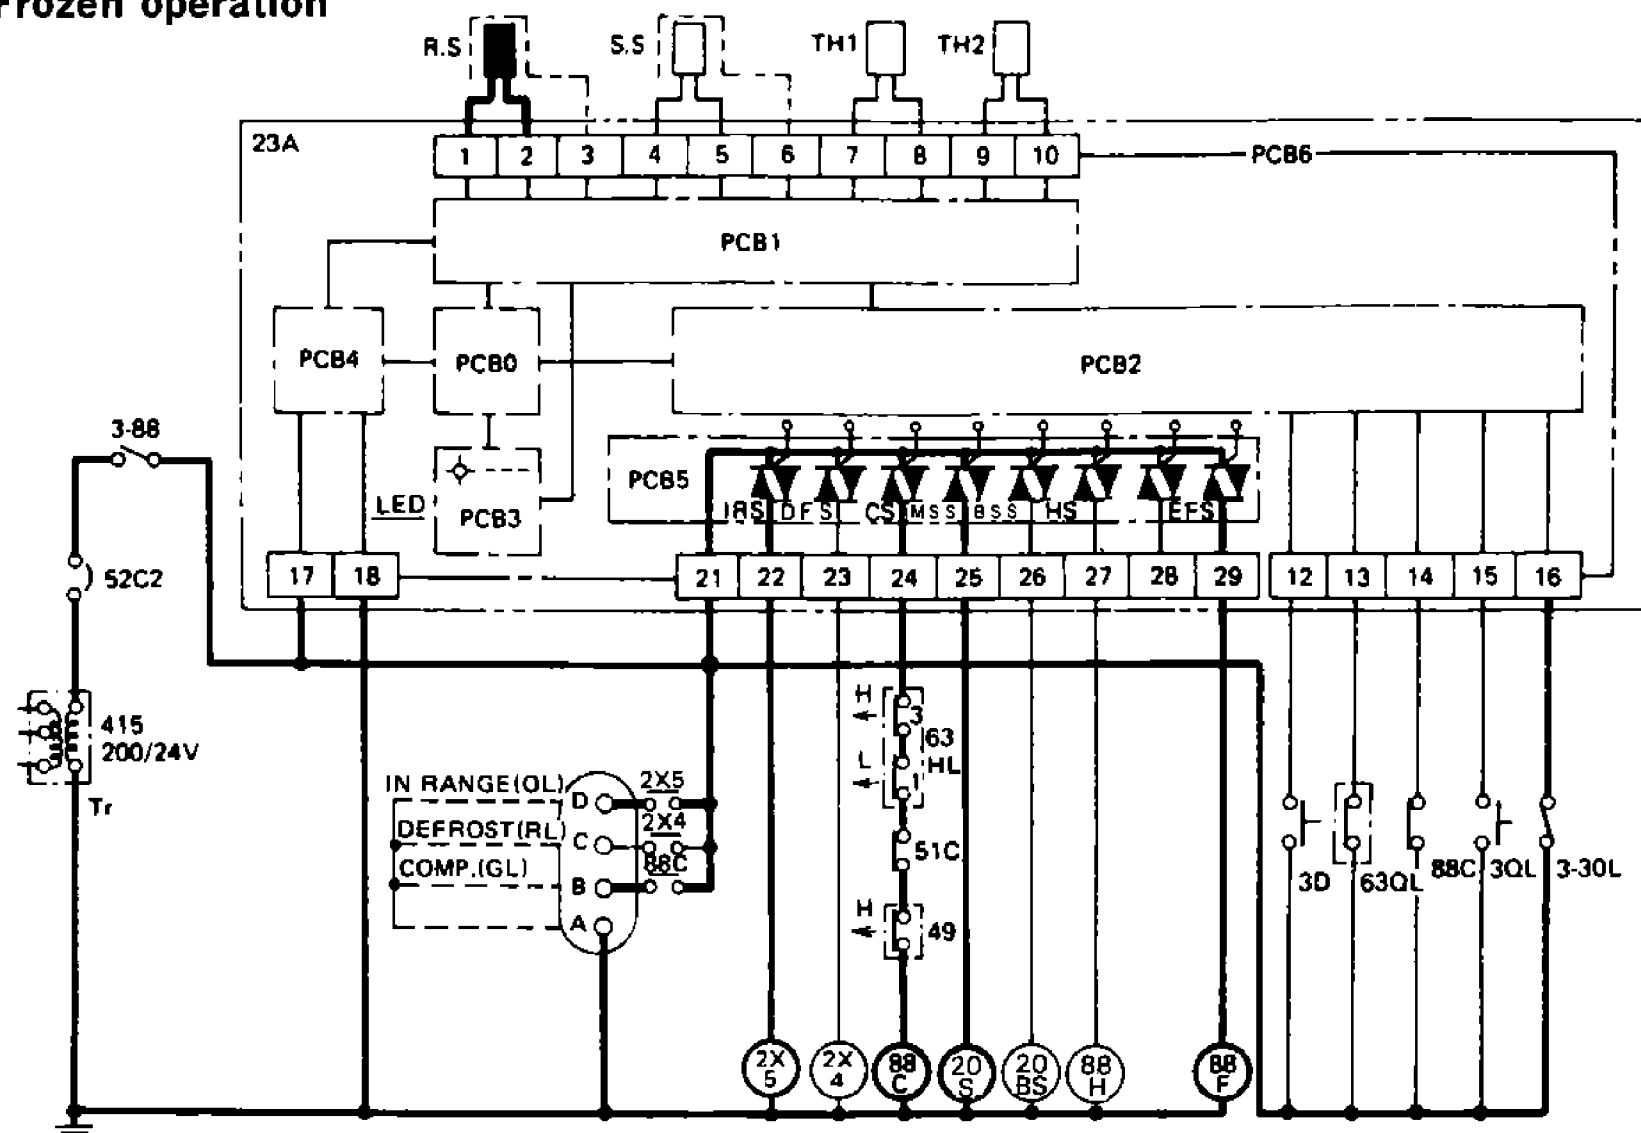 Frozen operation
R.S
S.S
TH1
TH2
23A
1 2 3 4 5 6 7 8 9 10
PCB6
PCB1
PCB4
PCB0
PCB2
3-88
PCB5
LED
PCB3
IRS DFS CS MSS BSS HS EFS
17 18 21 22 23 24 25 26 27 28 29 12 13 14 15 16
52C2
H
3
63
HL
L
1
415
200/24V
Tr
IN RANGE(OL)
D
2X5
DEFROST(RL)
C
2X4
COMP.(GL)
B
88C
A
51C
H
49
3D
63QL
88C
3QL
3-30L
2X
5
2X
4
88
C
20
S
20
BS
88
H
88
F